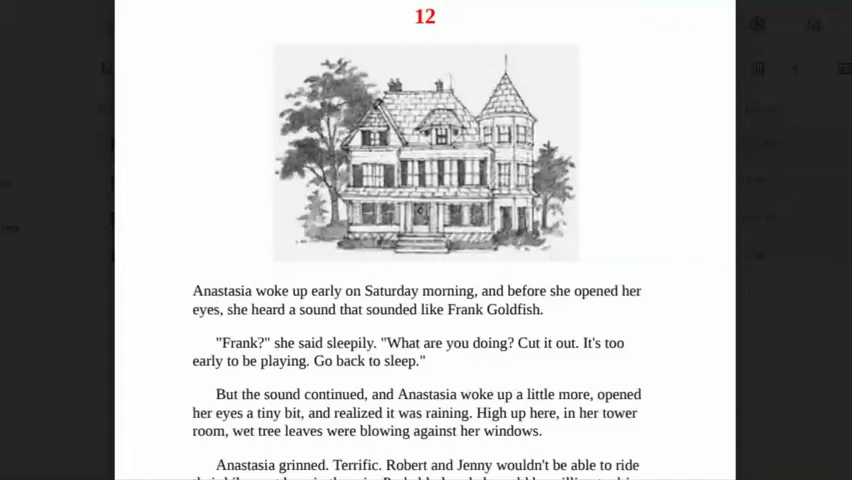 12
Anastasia woke up early on Saturday morning, and before she opened her
eyes, she heard a sound that sounded like Frank Goldfish.
"Frank?" she said sleepily. "What are you doing? Cut it out. It's too
early to be playing. Go back to sleep."
But the sound continued, and Anastasia woke up a little more, opened
her eyes a tiny bit, and realized it was raining. High up here, in her tower
room, wet tree leaves were blowing against her windows.
Anastasia grinned. Terrific. Robert and Jenny wouldn't be able to ride